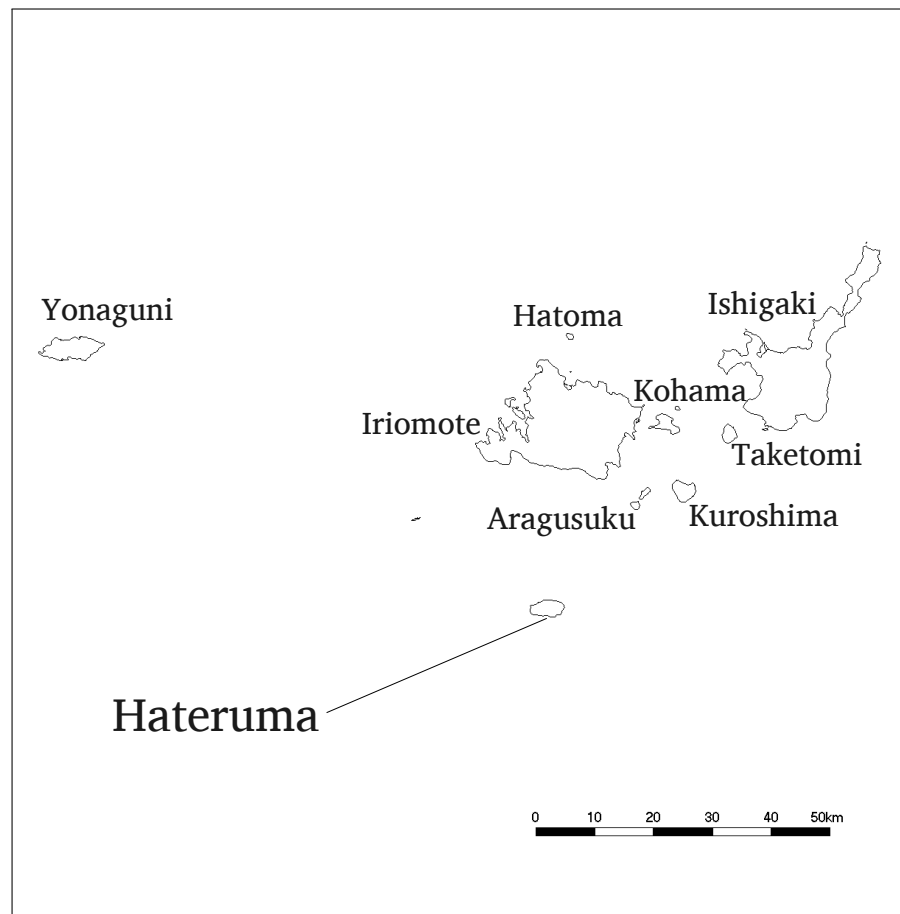 Yonaguni
Ishigaki
Hatoma
Kohama
Iriomote
Taketomi
Aragusuku
Kuroshima
Hateruma
0 10 20 30 40 50km